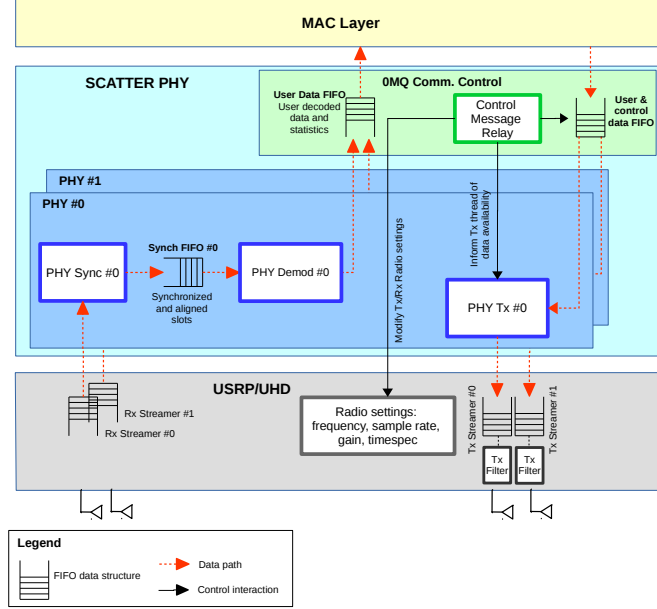 MAC Layer
SCATTER PHY
0MQ Comm. Control
User Data FIFO
User decoded
data and
statistics
Control
Message
Relay
User &
control
data FIFO
PHY #1
PHY #0
Modify Tx/Rx Radio settings
Inform Tx thread of
data availability
Synch FIFO #0
PHY Sync #0
PHY Demod #0
Synchronized
and aligned
slots
PHY Tx #0
USRP/UHD
Rx Streamer #1
Rx Streamer #0
Radio settings:
frequency, sample rate,
gain, timespec
Tx Streamer #0
Tx Streamer #1
Tx
Filter
Tx
Filter
Legend
FIFO data structure
Data path
Control interaction